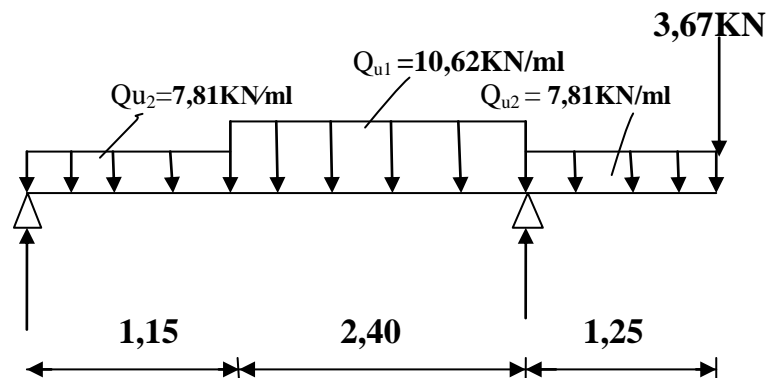 3,67KN
Qu1 =10,62KN/ml
Qu2=7,81KN/ml
Qu2 = 7,81KN/ml
1,15
2,40
1,25